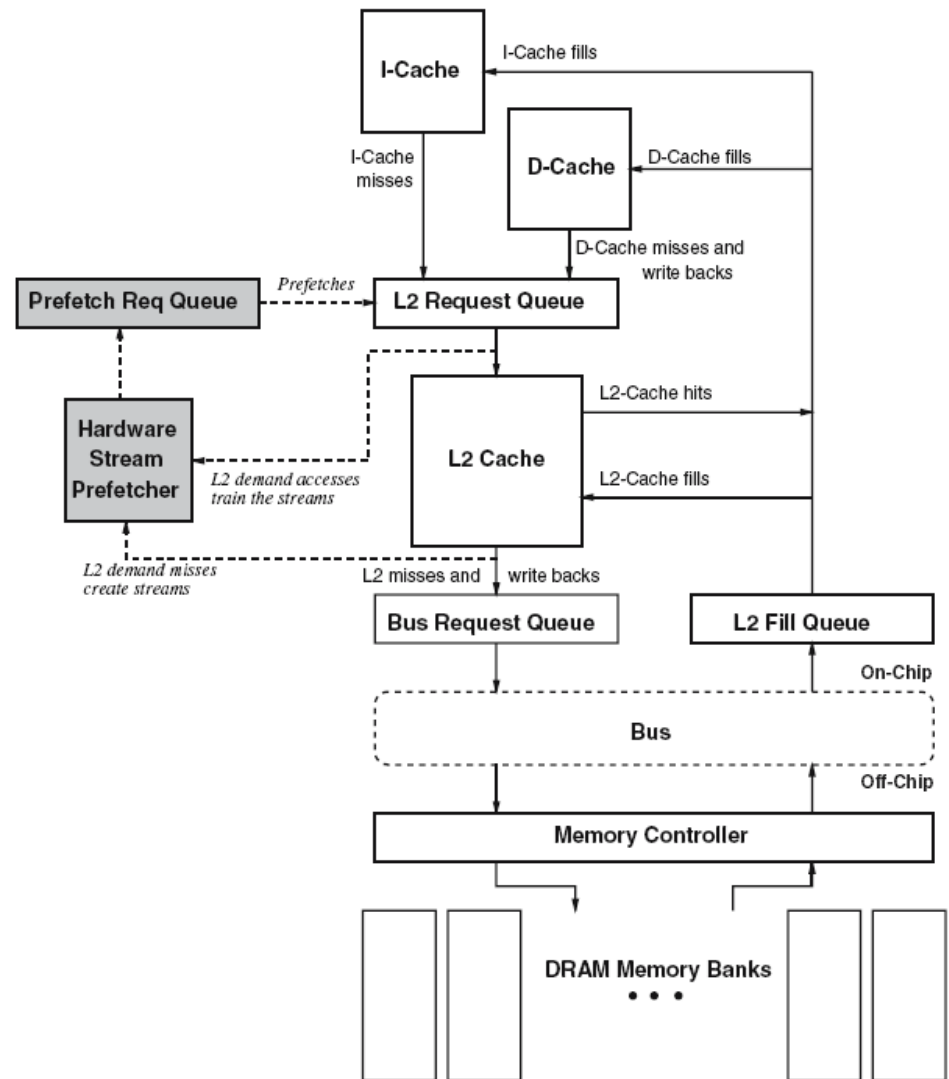 I-Cache fills
I-Cache
I-Cache
misses
D-Cache
D-Cache fills
D-Cache misses and
write backs
Prefetches
Prefetch Req Queue
L2 Request Queue
L2-Cache hits
Hardware
Stream
Prefetcher
L2 Cache
L2 demand accesses
train the streams
L2-Cache fills
L2 demand misses
create streams
L2 misses and write backs
Bus Request Queue
L2 Fill Queue
On-Chip
Bus
Off-Chip
Memory Controller
DRAM Memory Banks
• • •